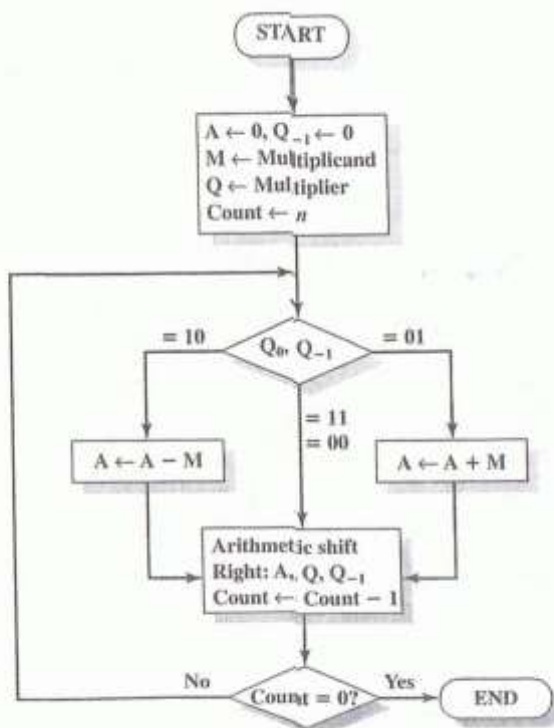 START
A ← 0, Q₋₁ ← 0
M ← Multiplicand
Q ← Multiplier
Count ← n
= 10
Q₀, Q₋₁
= 01
= 11
= 00
A ← A − M
A ← A + M
Arithmetic shift
Right: A, Q, Q₋₁
Count ← Count − 1
No
Count = 0?
Yes
END